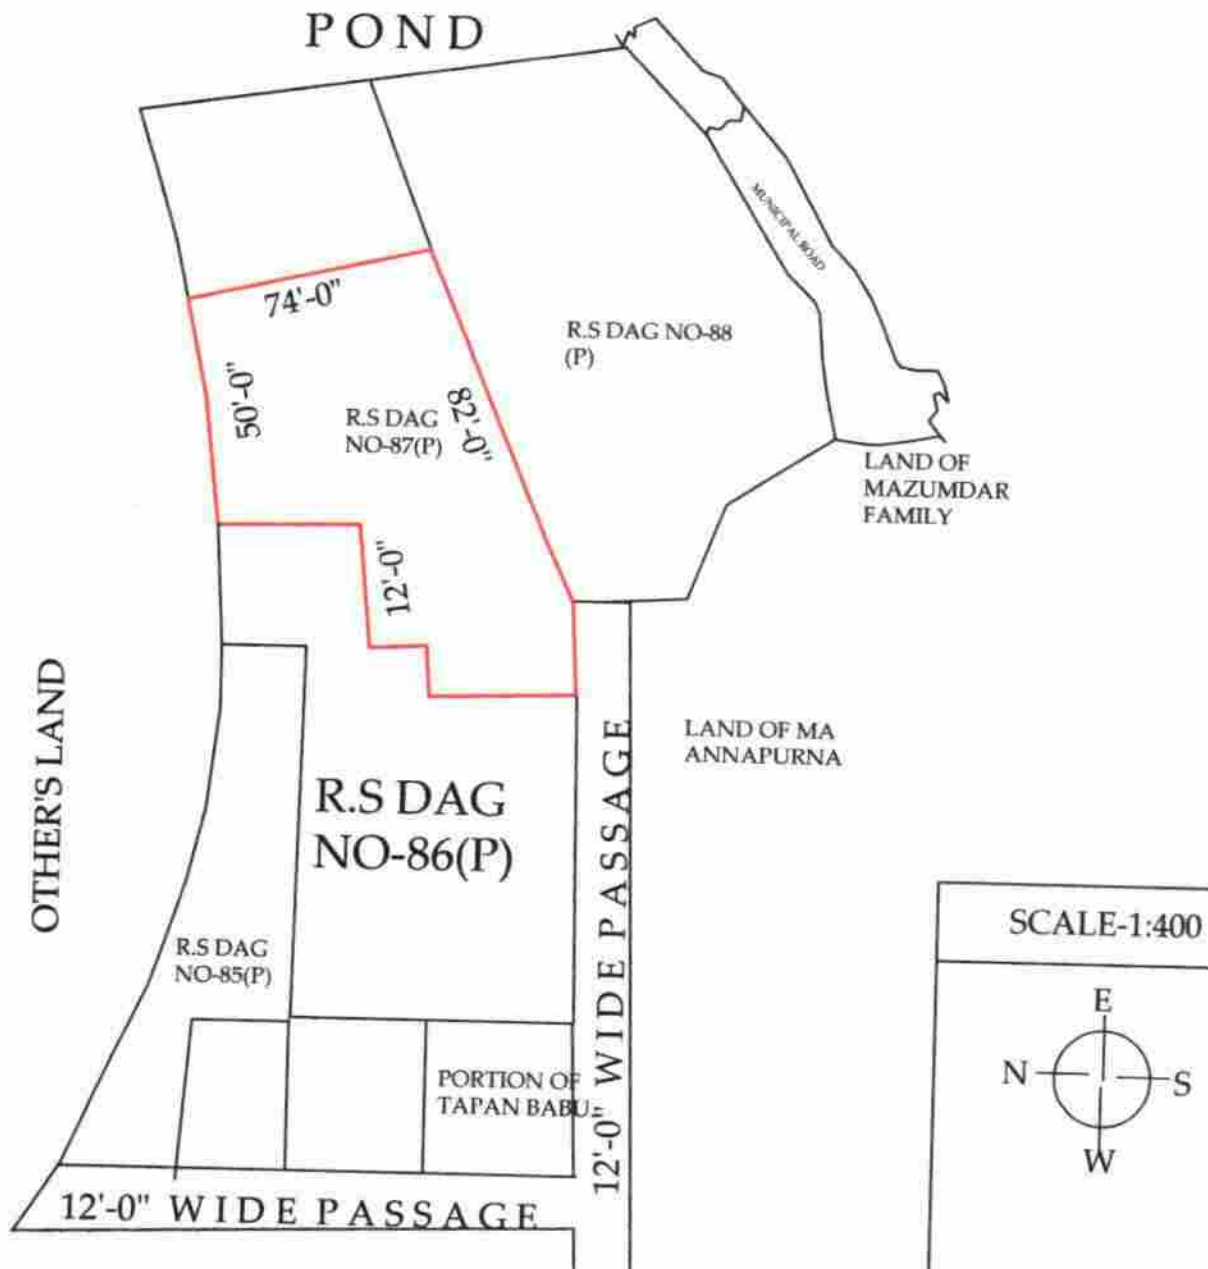 POND
MUNICIPAL ROAD
74'-0"
R.S DAG NO-88
(P)
50'-0"
R.S DAG
NO-87(P)
82'-0"
LAND OF
MAZUMDAR
FAMILY
12'-0"
OTHER'S LAND
LAND OF MA
ANNAPURNA
R.S DAG
NO-86(P)
12'-0" WIDE PASSAGE
SCALE-1:400
R.S DAG
NO-85(P)
E
N
S
W
PORTION OF
TAPAN BABU
12'-0" WIDE PASSAGE